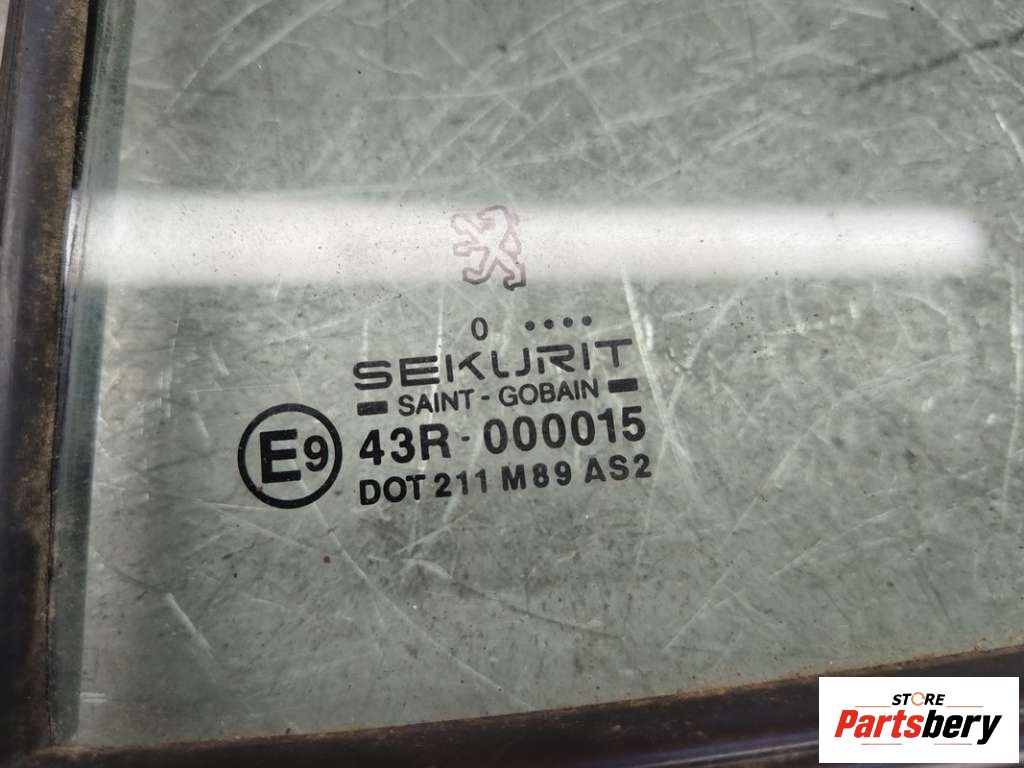 0 ••••
SEKURIT
SAINT - GOBAIN
E9 43R - 000015
DOT 211 M89 AS2
STORE
Partsbery